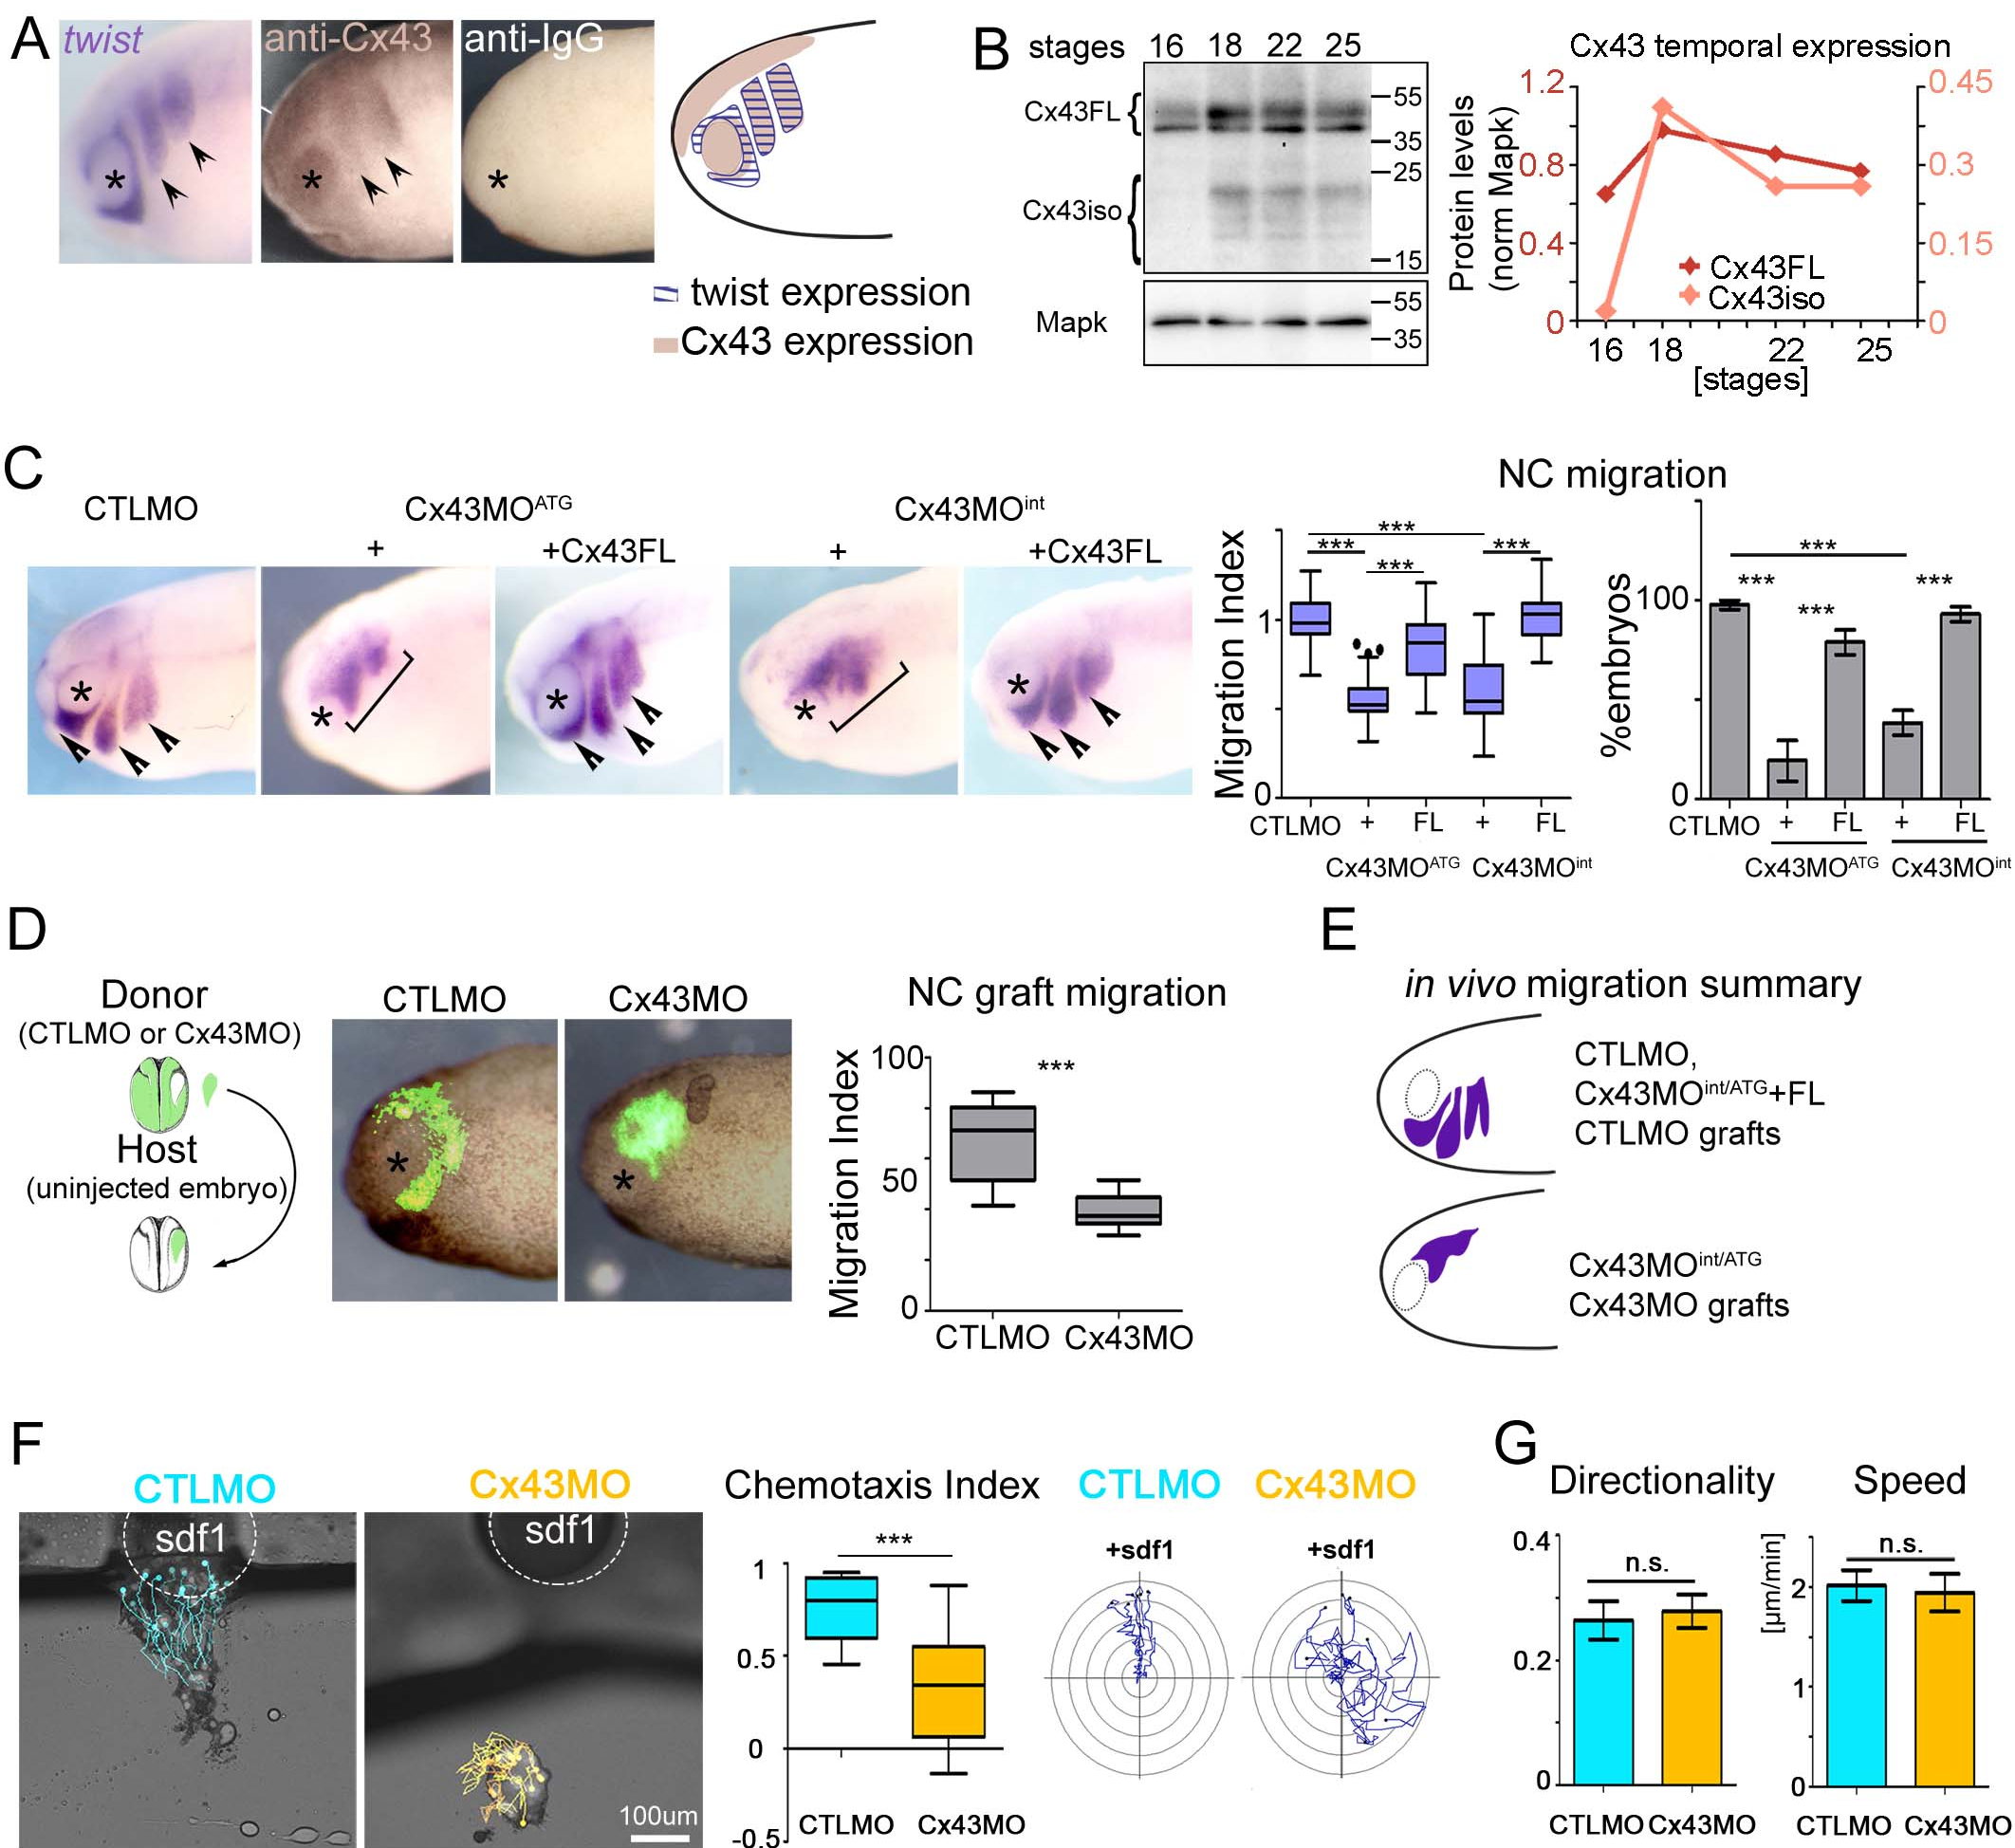 A
twist
anti-Cx43
anti-IgG
*
*
*
twist expression
Cx43 expression
B
stages 16 18 22 25
Cx43FL
Cx43iso
Mapk
55
35
25
15
55
35
Cx43 temporal expression
Protein levels
(norm Mapk)
1.2
0.8
0.4
0
0.45
0.3
0.15
0
Cx43FL
Cx43iso
16 18 22 25
[stages]
C
CTLMO
Cx43MOATG
+ +Cx43FL
Cx43MOint
+ +Cx43FL
*
*
*
*
*
NC migration
Migration Index
1
0
***
*** ***
***
CTLMO + FL + FL
Cx43MOATG Cx43MOint
%embryos
100
0
***
*** ***
***
CTLMO + FL + FL
Cx43MOATG Cx43MOint
D
Donor
(CTLMO or Cx43MO)
Host
(uninjected embryo)
CTLMO
Cx43MO
*
*
NC graft migration
Migration Index
100
50
0
***
CTLMO Cx43MO
E
in vivo migration summary
CTLMO,
Cx43MOint/ATG+FL
CTLMO grafts
Cx43MOint/ATG
Cx43MO grafts
F
CTLMO
sdf1
Cx43MO
sdf1
100um
Chemotaxis Index
***
1
0.5
0
-0.5
CTLMO Cx43MO
CTLMO Cx43MO
+sdf1 +sdf1
G
Directionality
0.4
0.2
0
n.s.
CTLMO Cx43MO
Speed
[µm/min]
2
1
0
n.s.
CTLMO Cx43MO